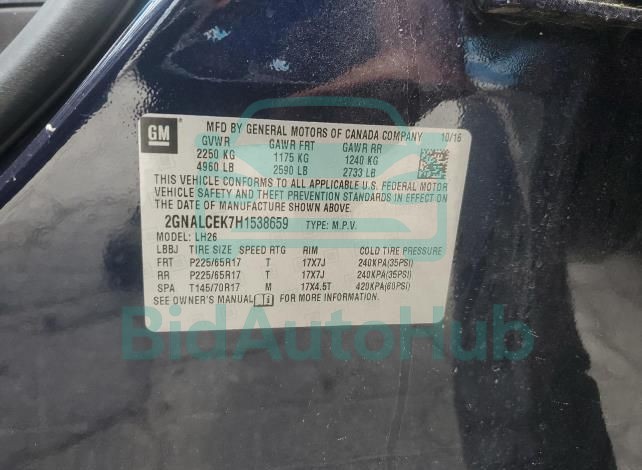 GM
MFD BY GENERAL MOTORS OF CANADA COMPANY 10/16
GVWR GAWR FRT GAWR RR
2250 KG 1175 KG 1240 KG
4960 LB 2590 LB 2733 LB
THIS VEHICLE CONFORMS TO ALL APPLICABLE U.S. FEDERAL MOTOR
VEHICLE SAFETY AND THEFT PREVENTION STANDARDS IN EFFECT ON
THE DATE OF MANUFACTURE SHOWN ABOVE.
2GNALCEK7H1538659 TYPE: M.P.V.
MODEL: LH26
LBBJ TIRE SIZE SPEED RTG RIM COLD TIRE PRESSURE
FRT P225/65R17 T 17X7J 240KPA(35PSI)
RR P225/65R17 T 17X7J 240KPA(35PSI)
SPA T145/70R17 M 17X4.5T 420KPA(60PSI)
SEE OWNER'S MANUAL FOR MORE INFORMATION.
BidAutoHub